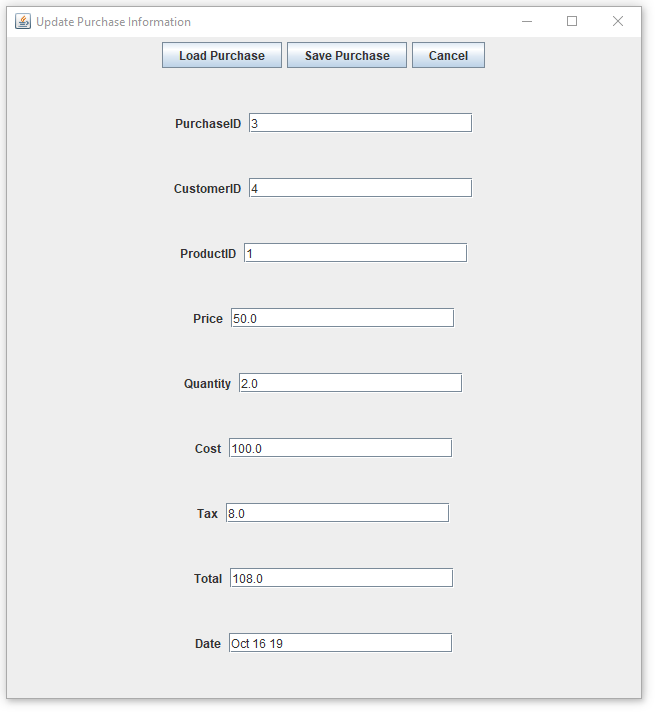 Update Purchase Information
Load Purchase Save Purchase Cancel
PurchaseID 3
CustomerID 4
ProductID 1
Price 50.0
Quantity 2.0
Cost 100.0
Tax 8.0
Total 108.0
Date Oct 16 19